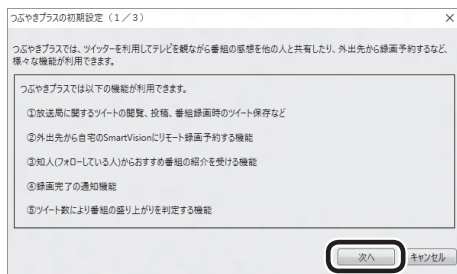 つぶやきプラスの初期設定（1／3）
つぶやきプラスでは、ツイッターを利用してテレビを観ながら番組の感想を他の人と共有したり、外出先から録画予約するなど、
様々な機能が利用できます。
つぶやきプラスでは以下の機能が利用できます。
①放送局に関するツイートの閲覧、投稿、番組録画時のツイート保存など
②外出先から自宅のSmartVisionにリモート録画予約する機能
③知人(フォローしている人)からおすすめ番組の紹介を受ける機能
④録画完了の通知機能
⑤ツイート数により番組の盛り上がりを判定する機能
次へ キャンセル